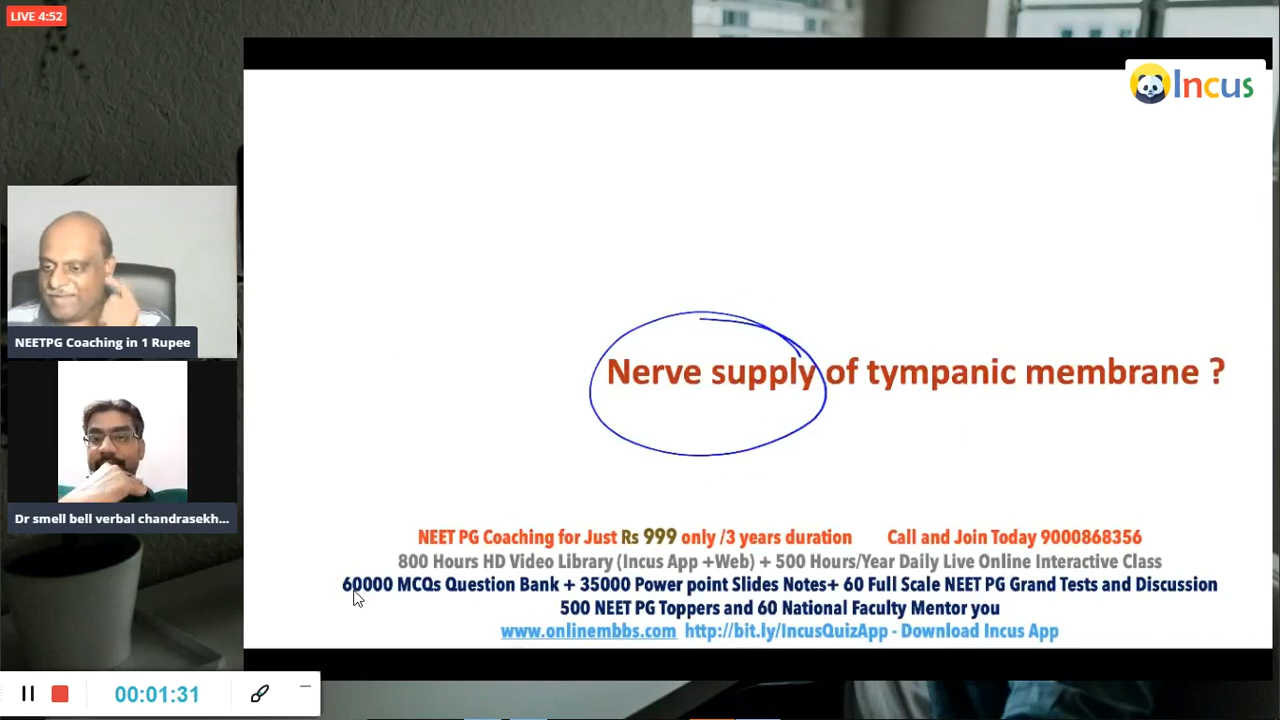 LIVE 4:52
Incus
NEETPG Coaching in 1 Rupee
Dr smell bell verbal chandrasekh...
Nerve supply of tympanic membrane ?
NEET PG Coaching for Just Rs 999 only /3 years duration Call and Join Today 9000868356
800 Hours HD Video Library (Incus App +Web) + 500 Hours/Year Daily Live Online Interactive Class
60000 MCQs Question Bank + 35000 Power point Slides Notes+ 60 Full Scale NEET PG Grand Tests and Discussion
500 NEET PG Toppers and 60 National Faculty Mentor you
www.onlinembbs.com http://bit.ly/IncusQuizApp - Download Incus App
00:01:31